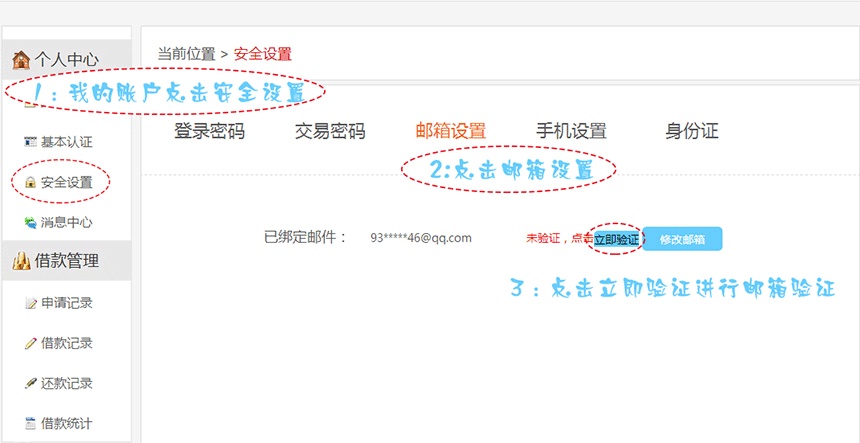 当前位置 > 安全设置
个人中心
1：我的账户点击安全设置
登录密码 交易密码 邮箱设置 手机设置 身份证
基本认证
2:点击邮箱设置
安全设置
消息中心
已绑定邮件： 93*****46@qq.com 未验证，点击立即验证 修改邮箱
借款管理
3：点击立即验证进行邮箱验证
申请记录
借款记录
还款记录
借款统计